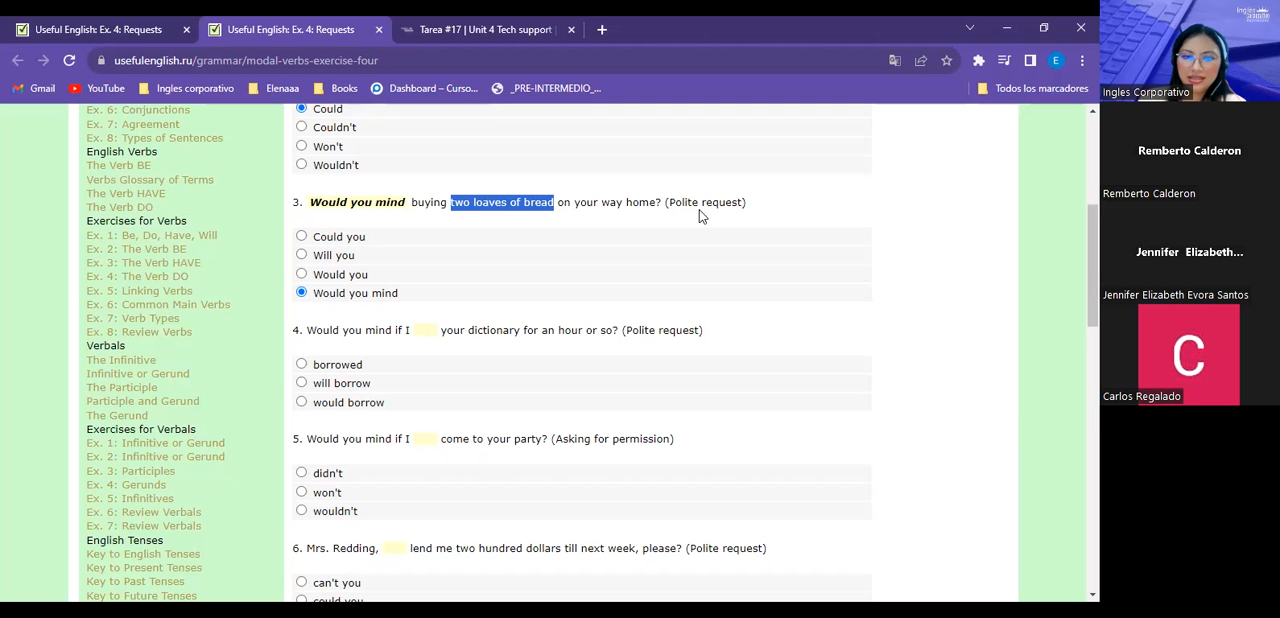 Useful English: Ex. 4: Requests
Useful English: Ex. 4: Requests
Tarea #17 | Unit 4 Tech support
usefulenglish.ru/grammar/modal-verbs-exercise-four
E
Gmail
YouTube
Ingles corporativo
Elenaaa
Books
Dashboard – Curso...
_PRE-INTERMEDIO_...
Todos los marcadores
Ex. 6: Conjunctions
Ex. 7: Agreement
Ex. 8: Types of Sentences
English Verbs
The Verb BE
Verbs Glossary of Terms
The Verb HAVE
The Verb DO
Exercises for Verbs
Ex. 1: Be, Do, Have, Will
Ex. 2: The Verb BE
Ex. 3: The Verb HAVE
Ex. 4: The Verb DO
Ex. 5: Linking Verbs
Ex. 6: Common Main Verbs
Ex. 7: Verb Types
Ex. 8: Review Verbs
Verbals
The Infinitive
Infinitive or Gerund
The Participle
Participle and Gerund
The Gerund
Exercises for Verbals
Ex. 1: Infinitive or Gerund
Ex. 2: Infinitive or Gerund
Ex. 3: Participles
Ex. 4: Gerunds
Ex. 5: Infinitives
Ex. 6: Review Verbals
Ex. 7: Review Verbals
English Tenses
Key to English Tenses
Key to Present Tenses
Key to Past Tenses
Key to Future Tenses
Could
Couldn't
Won't
Wouldn't
3. Would you mind buying two loaves of bread on your way home? (Polite request)
Could you
Will you
Would you
Would you mind
4. Would you mind if I your dictionary for an hour or so? (Polite request)
borrowed
will borrow
would borrow
5. Would you mind if I come to your party? (Asking for permission)
didn't
won't
wouldn't
6. Mrs. Redding, lend me two hundred dollars till next week, please? (Polite request)
can't you
could you
Ingles
Ingles Corporativo
Remberto Calderon
Remberto Calderon
Jennifer Elizabeth...
Jennifer Elizabeth Evora Santos
C
Carlos Regalado